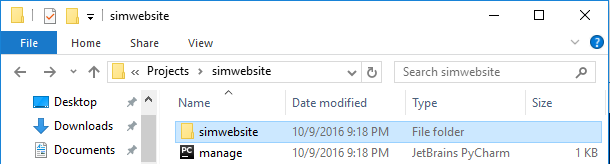 simwebsite
File Home Share View
Projects simwebsite Search simwebsite
Desktop Name Date modified Type Size
Downloads simwebsite 10/9/2016 9:18 PM File folder
Documents manage 10/9/2016 9:18 PM JetBrains PyCharm 1 KB